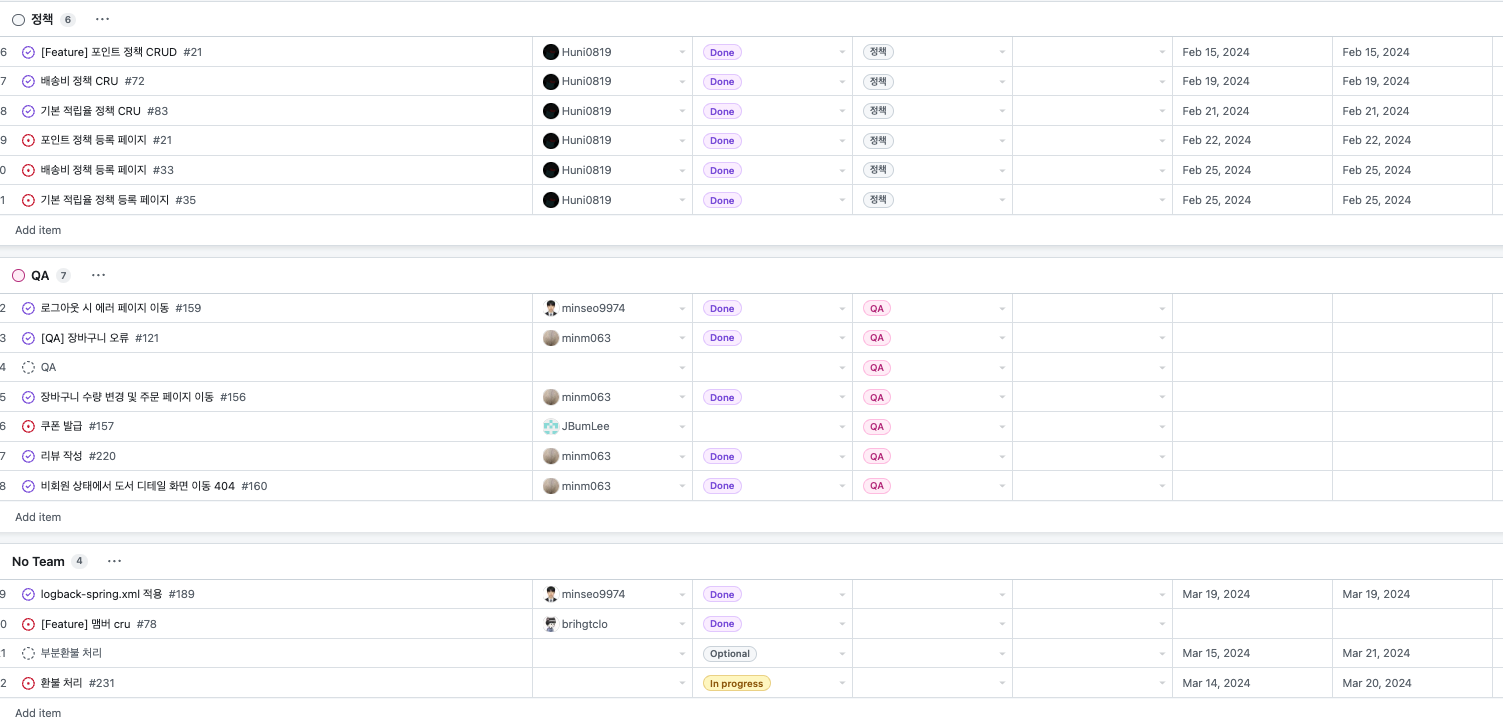 정책 6 ...
6 [Feature] 포인트 정책 CRUD #21 Huni0819 Done 정책 Feb 15, 2024 Feb 15, 2024
7 배송비 정책 CRU #72 Huni0819 Done 정책 Feb 19, 2024 Feb 19, 2024
8 기본 적립율 정책 CRU #83 Huni0819 Done 정책 Feb 21, 2024 Feb 21, 2024
9 포인트 정책 등록 페이지 #21 Huni0819 Done 정책 Feb 22, 2024 Feb 22, 2024
0 배송비 정책 등록 페이지 #33 Huni0819 Done 정책 Feb 25, 2024 Feb 25, 2024
1 기본 적립율 정책 등록 페이지 #35 Huni0819 Done 정책 Feb 25, 2024 Feb 25, 2024
Add item
QA 7 ...
2 로그아웃 시 에러 페이지 이동 #159 minseo9974 Done QA
3 [QA] 장바구니 오류 #121 minm063 Done QA
4 QA QA
5 장바구니 수량 변경 및 주문 페이지 이동 #156 minm063 Done QA
6 쿠폰 발급 #157 JBumLee QA
7 리뷰 작성 #220 minm063 Done QA
8 비회원 상태에서 도서 디테일 화면 이동 404 #160 minm063 Done QA
Add item
No Team 4 ...
9 logback-spring.xml 적용 #189 minseo9974 Done Mar 19, 2024 Mar 19, 2024
0 [Feature] 맴버 cru #78 brihgtclo Done
1 부분환불 처리 Optional Mar 15, 2024 Mar 21, 2024
2 환불 처리 #231 In progress Mar 14, 2024 Mar 20, 2024
Add item